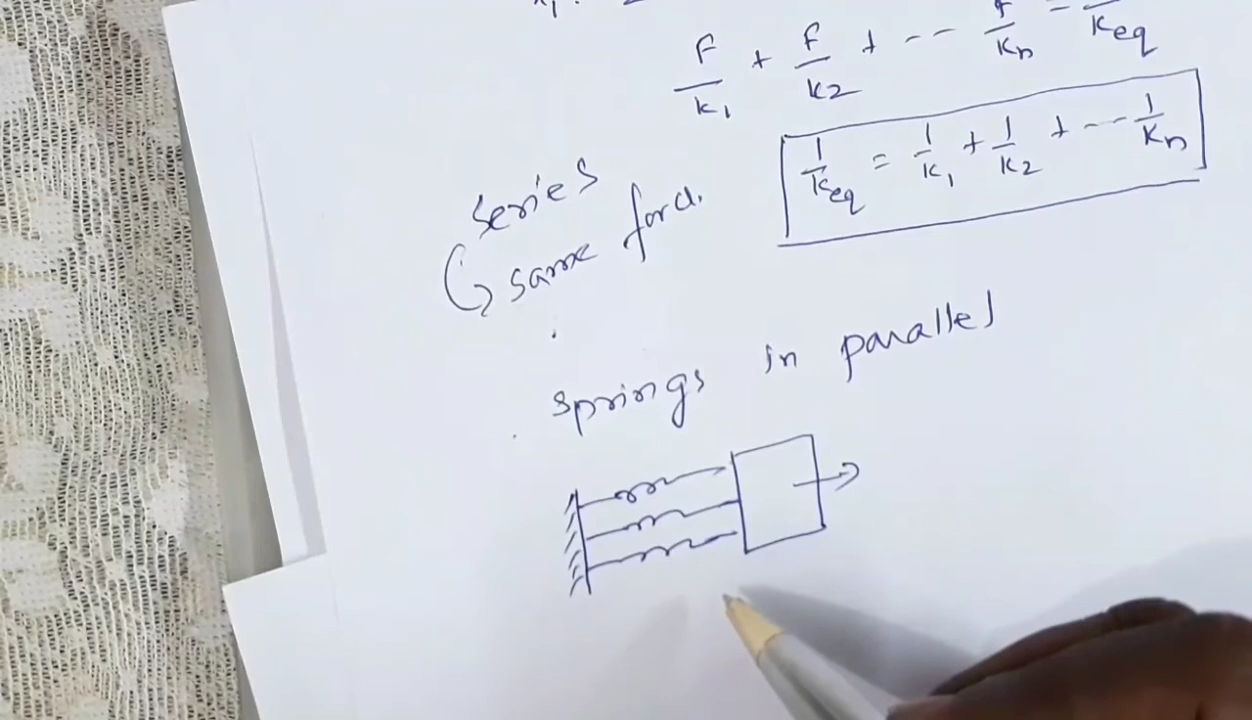 F/k1 + F/k2 + -- F/kn = /keq
1/keq = 1/k1 + 1/k2 + -- 1/kn
series
↳ same force.
springs in parallel